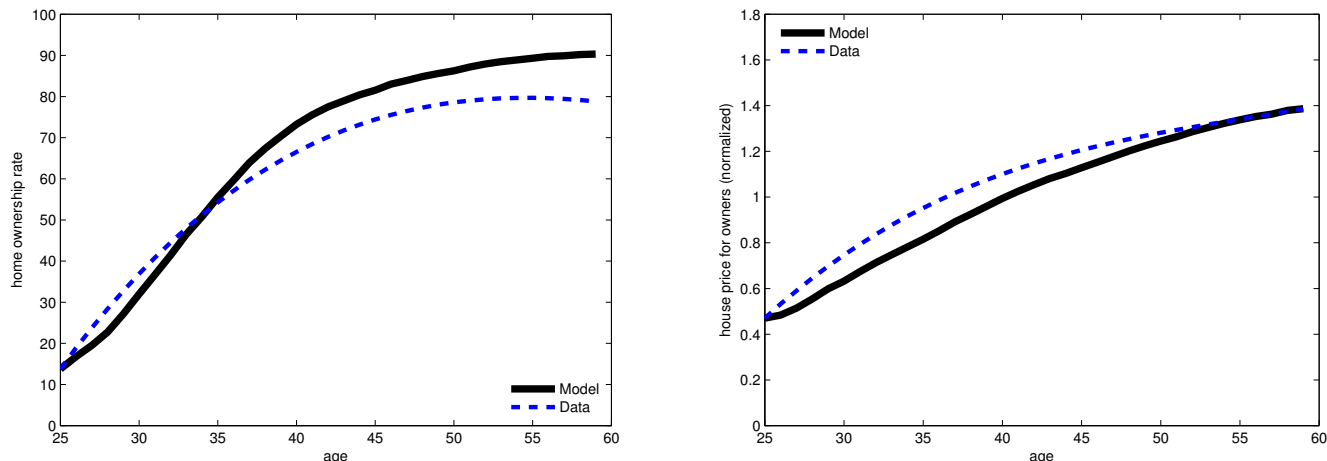 100
90
80
70
60
50
40
30
20
10
0
home ownership rate
25 30 35 40 45 50 55 60
age
Model
Data
1.8
1.6
1.4
1.2
1
0.8
0.6
0.4
0.2
0
house price for owners (normalized)
25 30 35 40 45 50 55 60
age
Model
Data